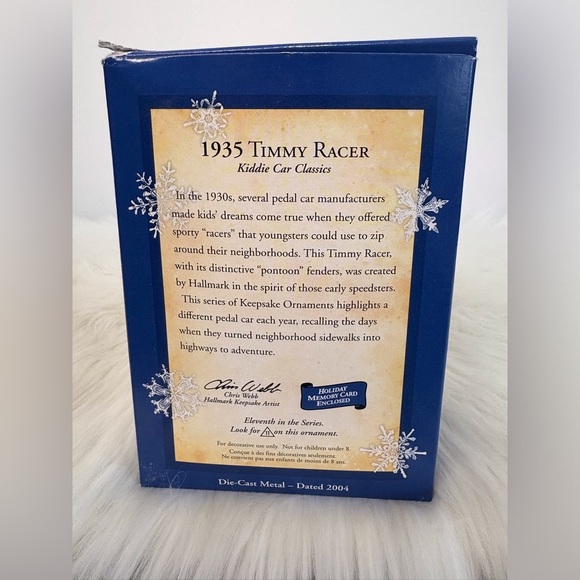 1935 TIMMY RACER
Kiddie Car Classics
In the 1930s, several pedal car manufacturers
made kids' dreams come true when they offered
sporty "racers" that youngsters could use to zip
around their neighborhoods. This Timmy Racer,
with its distinctive "pontoon" fenders, was created
by Hallmark in the spirit of those early speedsters.
This series of Keepsake Ornaments highlights a
different pedal car each year, recalling the days
when they turned neighborhood sidewalks into
highways to adventure.
Chris Webb
Chris Webb
Hallmark Keepsake Artist
HOLIDAY
MEMORY CARD
ENCLOSED
Eleventh in the Series.
Look for 11 on this ornament.
For decorative use only. Not for children under 8.
Conçue à des fins décoratives seulement.
Ne convient pas aux enfants de moins de 8 ans.
Die-Cast Metal – Dated 2004